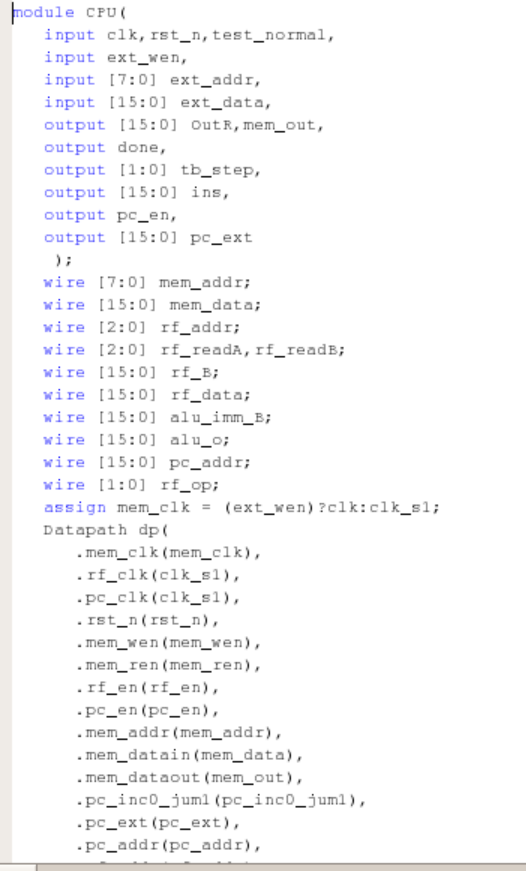 module CPU(
input clk,rst_n,test_normal,
input ext_wen,
input [7:0] ext_addr,
input [15:0] ext_data,
output [15:0] OutR,mem_out,
output done,
output [1:0] tb_step,
output [15:0] ins,
output pc_en,
output [15:0] pc_ext
);
wire [7:0] mem_addr;
wire [15:0] mem_data;
wire [2:0] rf_addr;
wire [2:0] rf_readA,rf_readB;
wire [15:0] rf_B;
wire [15:0] rf_data;
wire [15:0] alu_imm_B;
wire [15:0] alu_o;
wire [15:0] pc_addr;
wire [1:0] rf_op;
assign mem_clk = (ext_wen)?clk:clk_s1;
Datapath dp(
.mem_clk(mem_clk),
.rf_clk(clk_s1),
.pc_clk(clk_s1),
.rst_n(rst_n),
.mem_wen(mem_wen),
.mem_ren(mem_ren),
.rf_en(rf_en),
.pc_en(pc_en),
.mem_addr(mem_addr),
.mem_datain(mem_data),
.mem_dataout(mem_out),
.pc_inc0_jum1(pc_inc0_jum1),
.pc_ext(pc_ext),
.pc_addr(pc_addr),